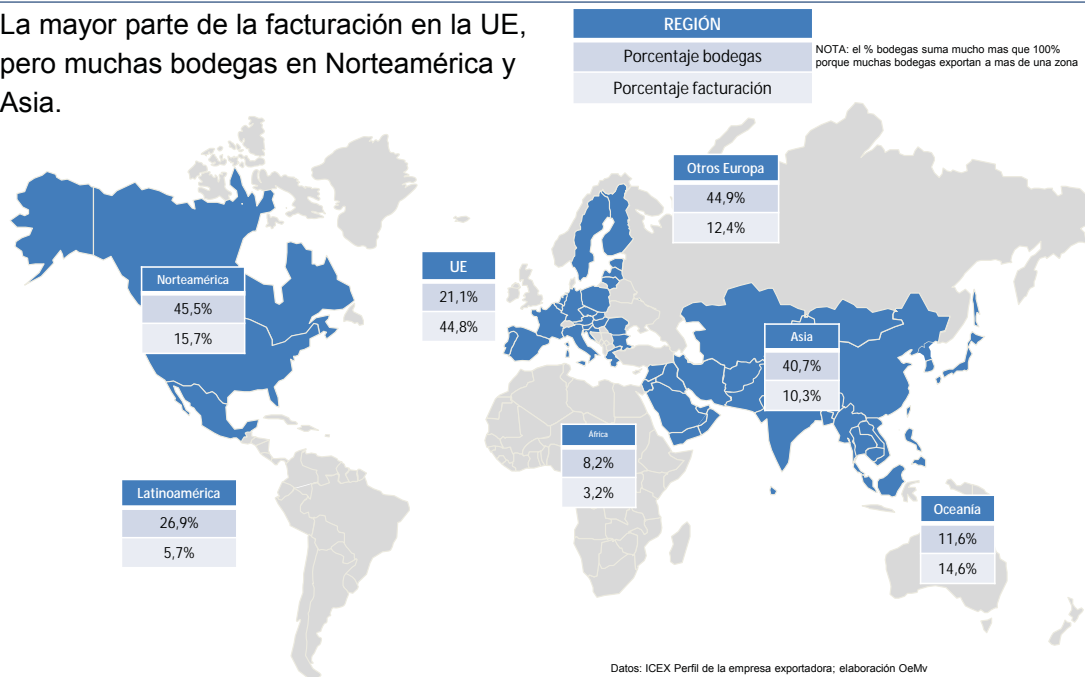 La mayor parte de la facturación en la UE,
pero muchas bodegas en Norteamérica y
Asia.
REGIÓN
Porcentaje bodegas
Porcentaje facturación
NOTA: el % bodegas suma mucho mas que 100%
porque muchas bodegas exportan a mas de una zona
Otros Europa
44,9%
12,4%
UE
21,1%
44,8%
Norteamérica
45,5%
15,7%
Asia
40,7%
10,3%
África
8,2%
3,2%
Latinoamérica
26,9%
5,7%
Oceanía
11,6%
14,6%
Datos: ICEX Perfil de la empresa exportadora; elaboración OeMv